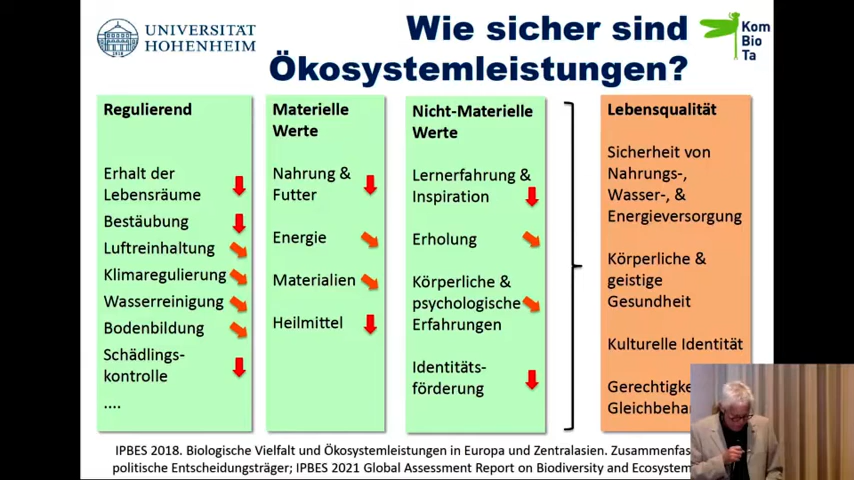 UNIVERSITÄT
HOHENHEIM
Wie sicher sind
Ökosystemleistungen?
Kom
Bio
Ta
Regulierend
Erhalt der
Lebensräume
Bestäubung
Luftreinhaltung
Klimaregulierung
Wasserreinigung
Bodenbildung
Schädlings-
kontrolle
....
Materielle
Werte
Nahrung &
Futter
Energie
Materialien
Heilmittel
Nicht-Materielle
Werte
Lernerfahrung &
Inspiration
Erholung
Körperliche &
psychologische
Erfahrungen
Identitäts-
förderung
Lebensqualität
Sicherheit von
Nahrungs-,
Wasser-, &
Energieversorgung
Körperliche &
geistige
Gesundheit
Kulturelle Identität
IPBES 2018. Biologische Vielfalt und Ökosystemleistungen in Europa und Zentralasien.
politische Entscheidungsträger; IPBES 2021 Global Assessment Report on Biodiversity and